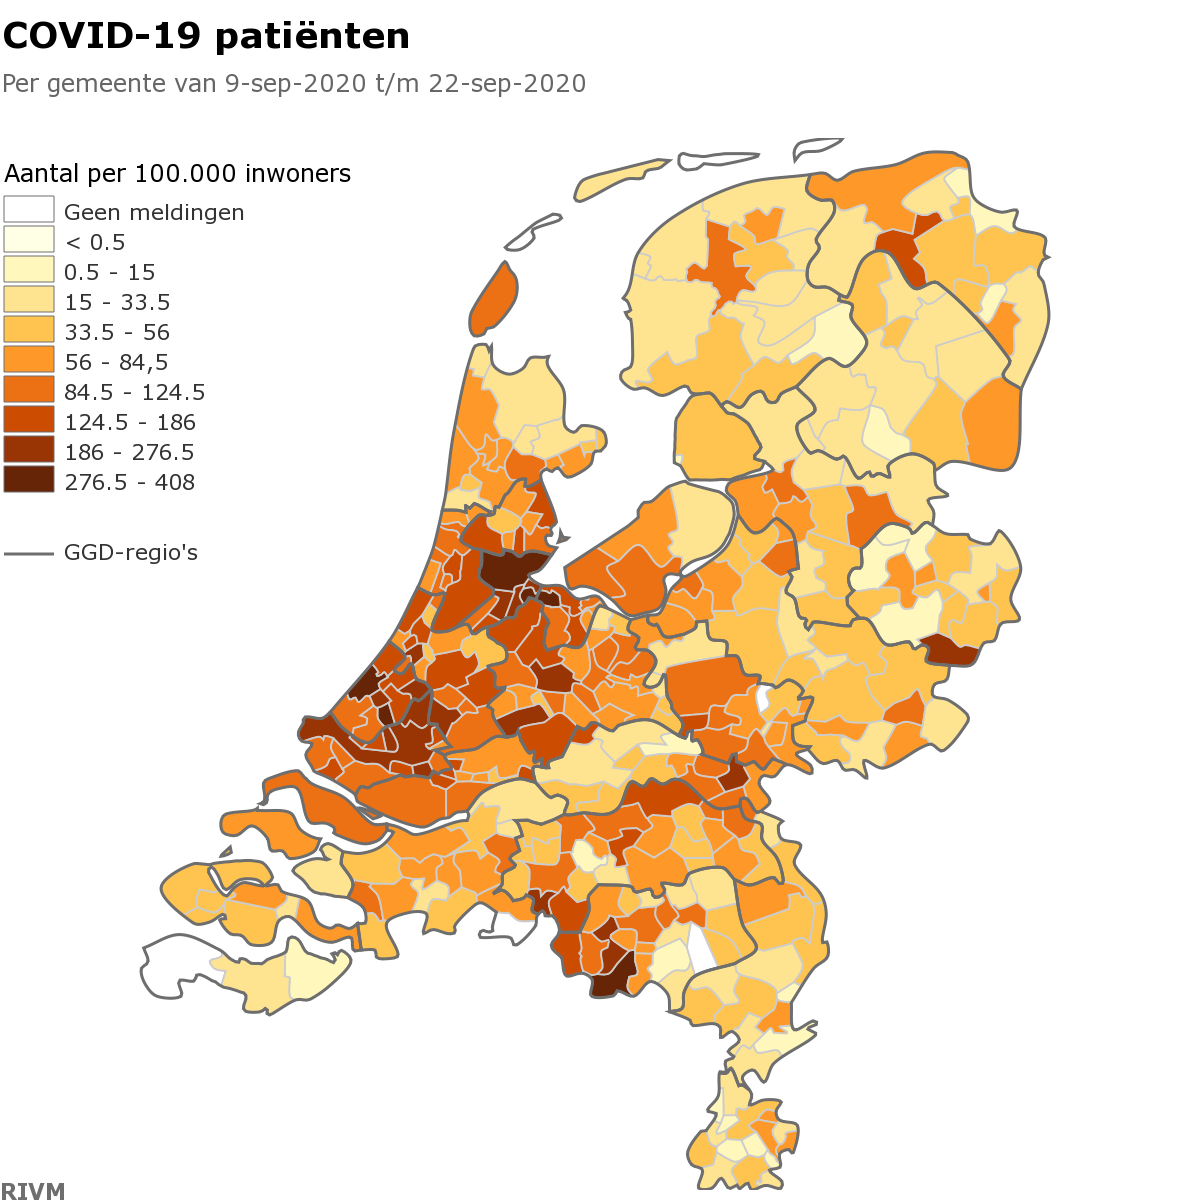 COVID-19 patiënten
Per gemeente van 9-sep-2020 t/m 22-sep-2020
Aantal per 100.000 inwoners
Geen meldingen
< 0.5
0.5 - 15
15 - 33.5
33.5 - 56
56 - 84,5
84.5 - 124.5
124.5 - 186
186 - 276.5
276.5 - 408
GGD-regio's
RIVM